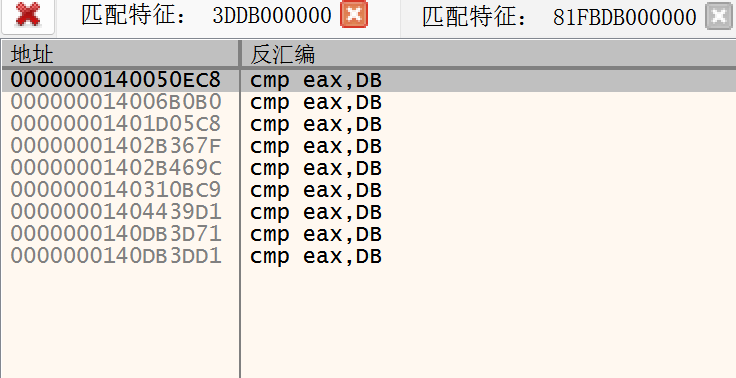 匹配特征： 3DDB000000 匹配特征： 81FBDB000000
地址 反汇编
0000000140050EC8 cmp eax,DB
000000014006B0B0 cmp eax,DB
00000001401D05C8 cmp eax,DB
00000001402B367F cmp eax,DB
00000001402B469C cmp eax,DB
0000000140310BC9 cmp eax,DB
00000001404439D1 cmp eax,DB
0000000140DB3D71 cmp eax,DB
0000000140DB3DD1 cmp eax,DB